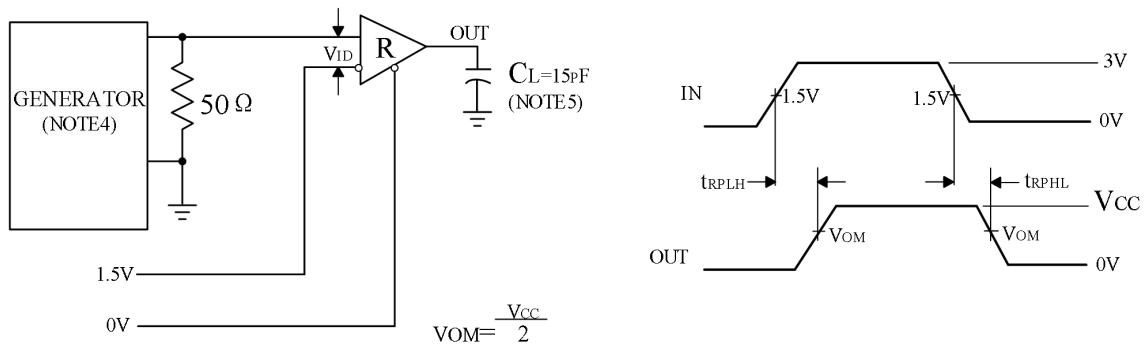 GENERATOR
(NOTE4)
50 Ω
VID
R
OUT
CL=15PF
(NOTE5)
1.5V
0V
VOM=VCC/2
IN
1.5V
1.5V
3V
0V
tRPLH
tRPHL
OUT
VOM
VOM
VCC
0V